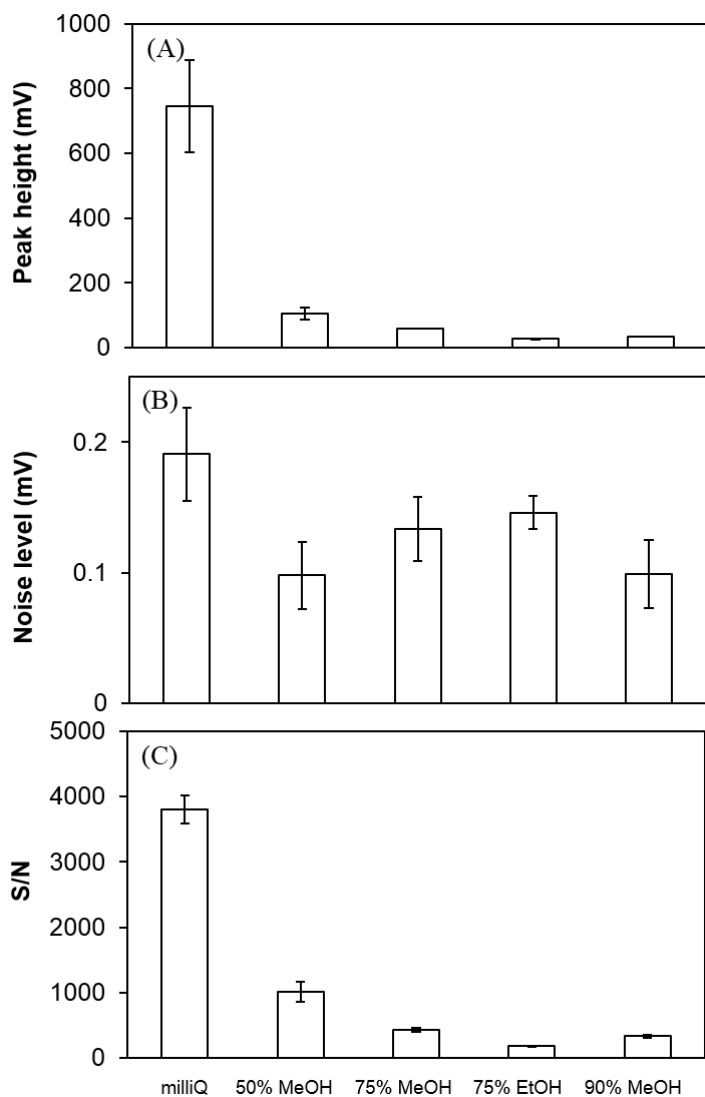 (A)
Peak height (mV)
1000
800
600
400
200
0
(B)
Noise level (mV)
0.2
0.1
0
(C)
S/N
5000
4000
3000
2000
1000
0
milliQ 50% MeOH 75% MeOH 75% EtOH 90% MeOH